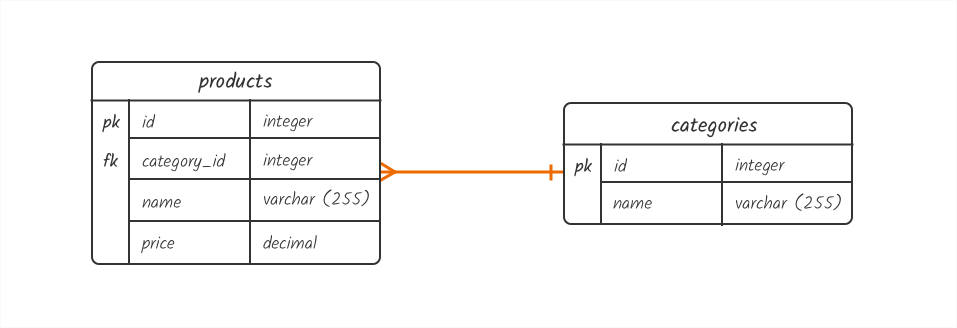 products
pk id integer
fk category_id integer
name varchar (255)
price decimal
categories
pk id integer
name varchar (255)